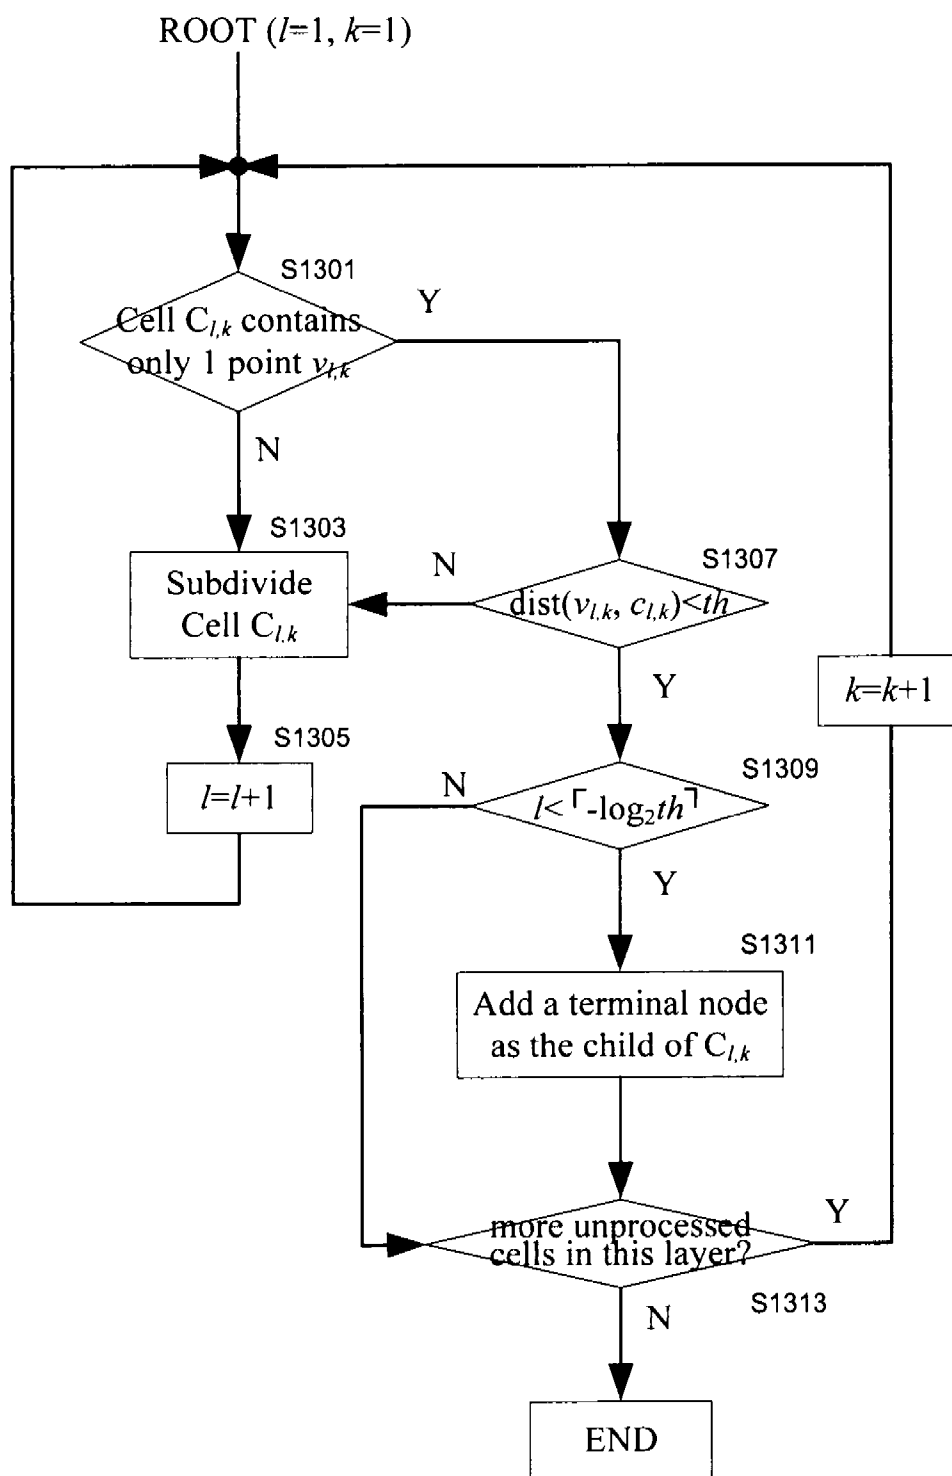 ROOT (l=1, k=1)
S1301
Y
Cell C_{l,k} contains
only 1 point v_{l,k}
N
S1303
Subdivide
Cell C_{l,k}
N
S1307
dist(v_{l,k}, c_{l,k})<th
Y
k=k+1
S1305
l=l+1
N
S1309
l< ⌈-log₂th⌉
Y
S1311
Add a terminal node
as the child of C_{l,k}
more unprocessed
cells in this layer?
Y
S1313
N
END